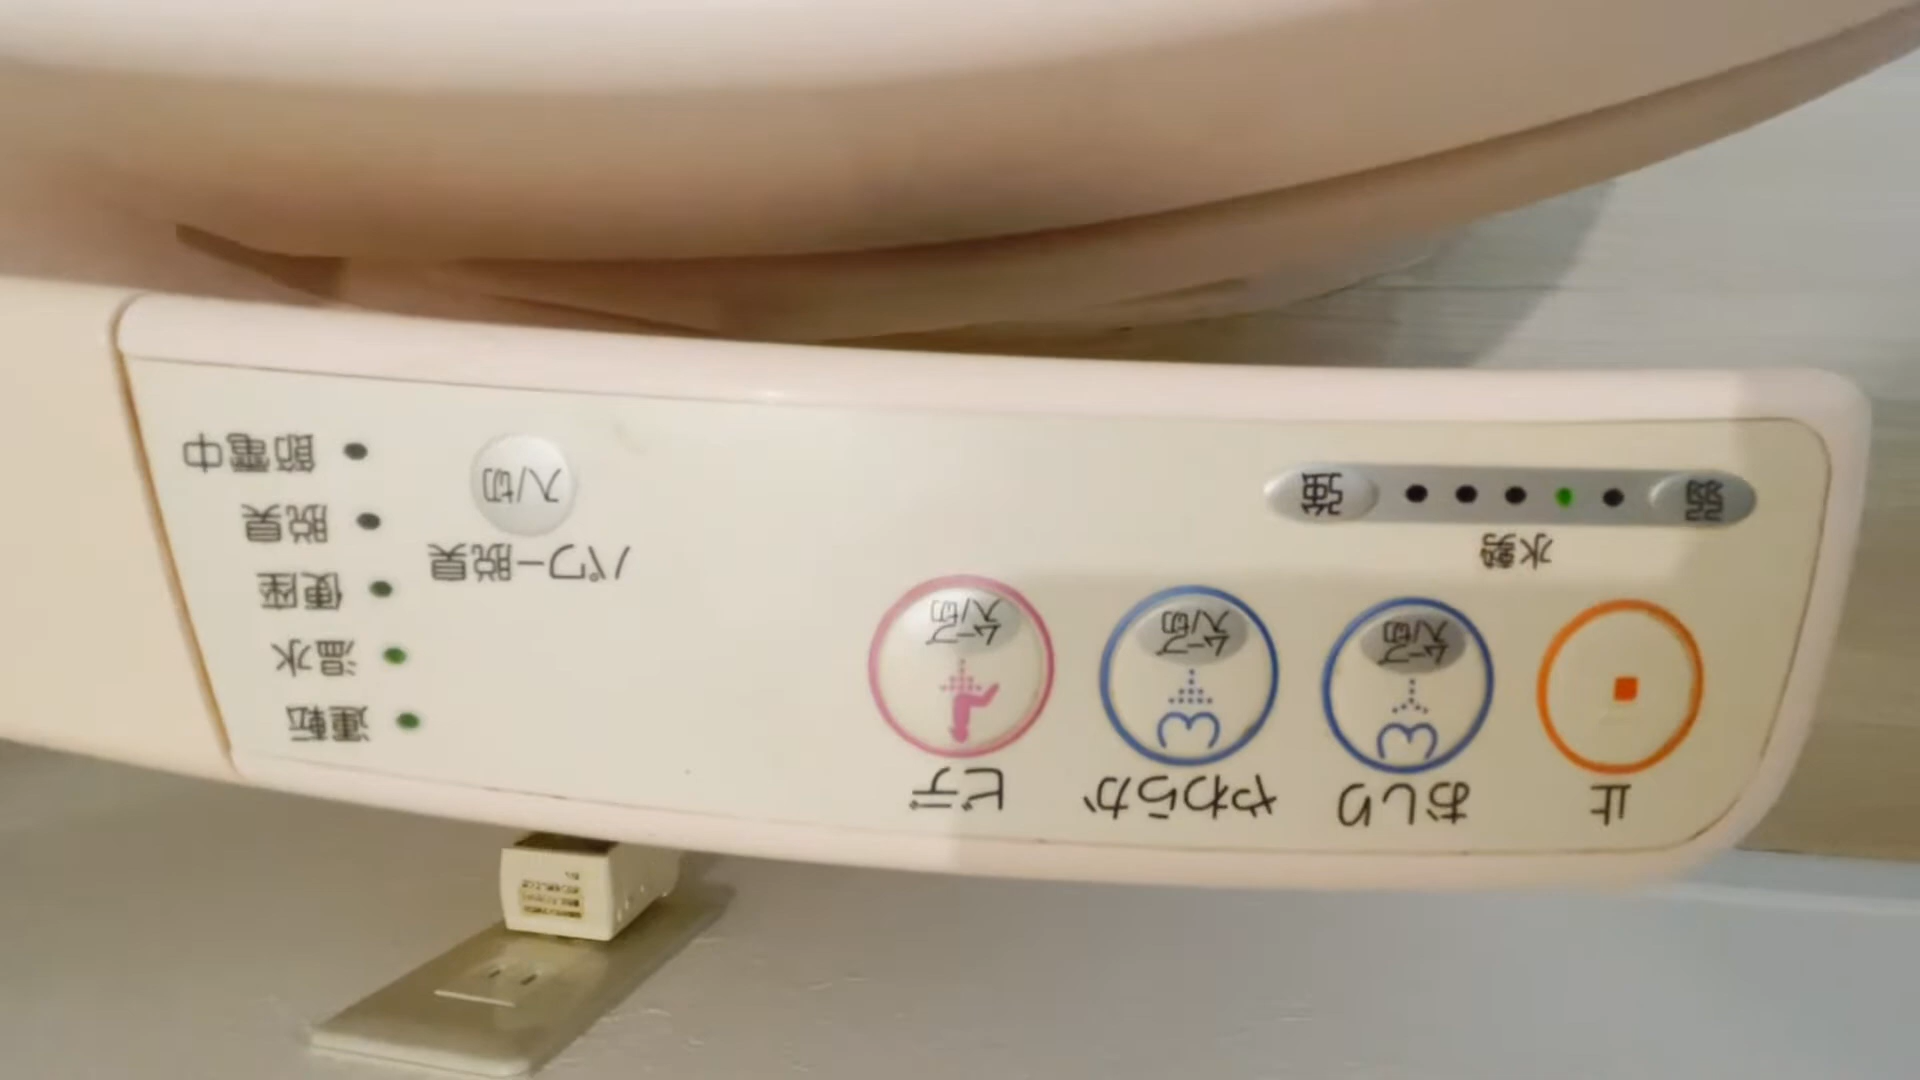 止
おしり
ムーブ
入/切
やわらか
ムーブ
入/切
ビデ
ムーブ
入/切
水勢
弱
強
パワー脱臭
入/切
運転
温水
便座
脱臭
節電中